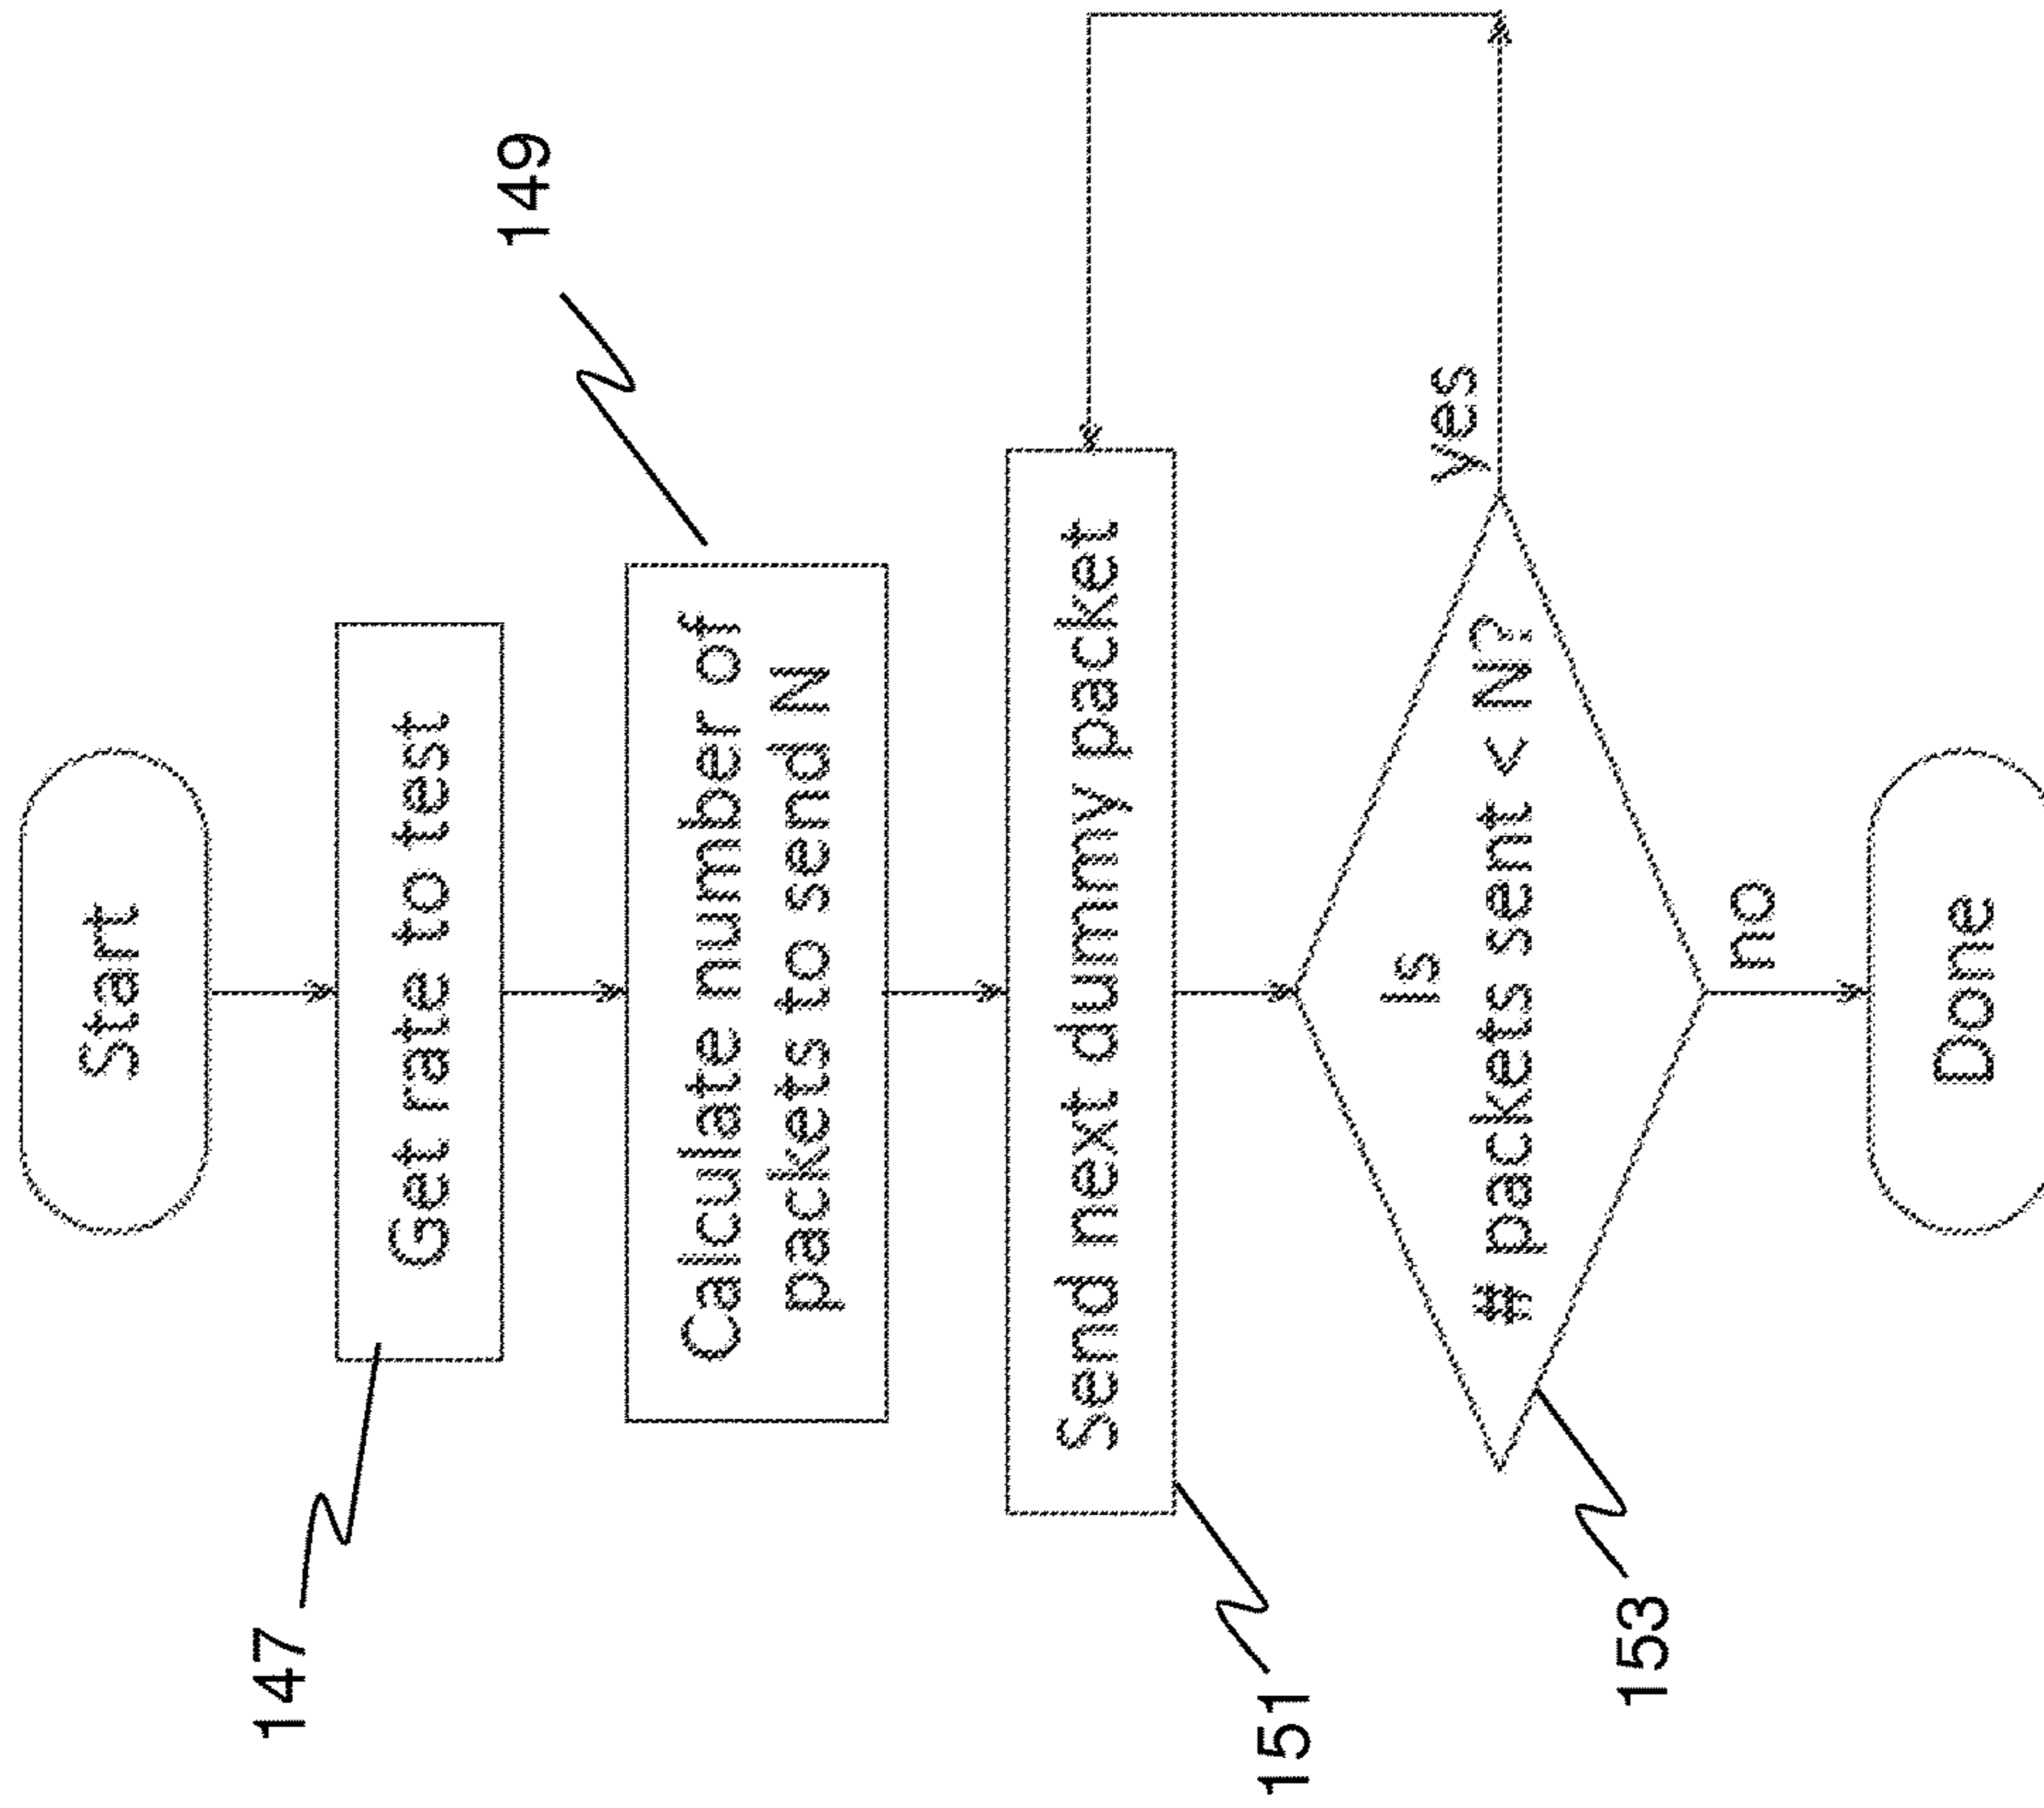 Start
147
Get rate to test
149
Calculate number of
packets to send N
151
Send next dummy packet
153
Is
# packets sent < N?
yes
no
Done